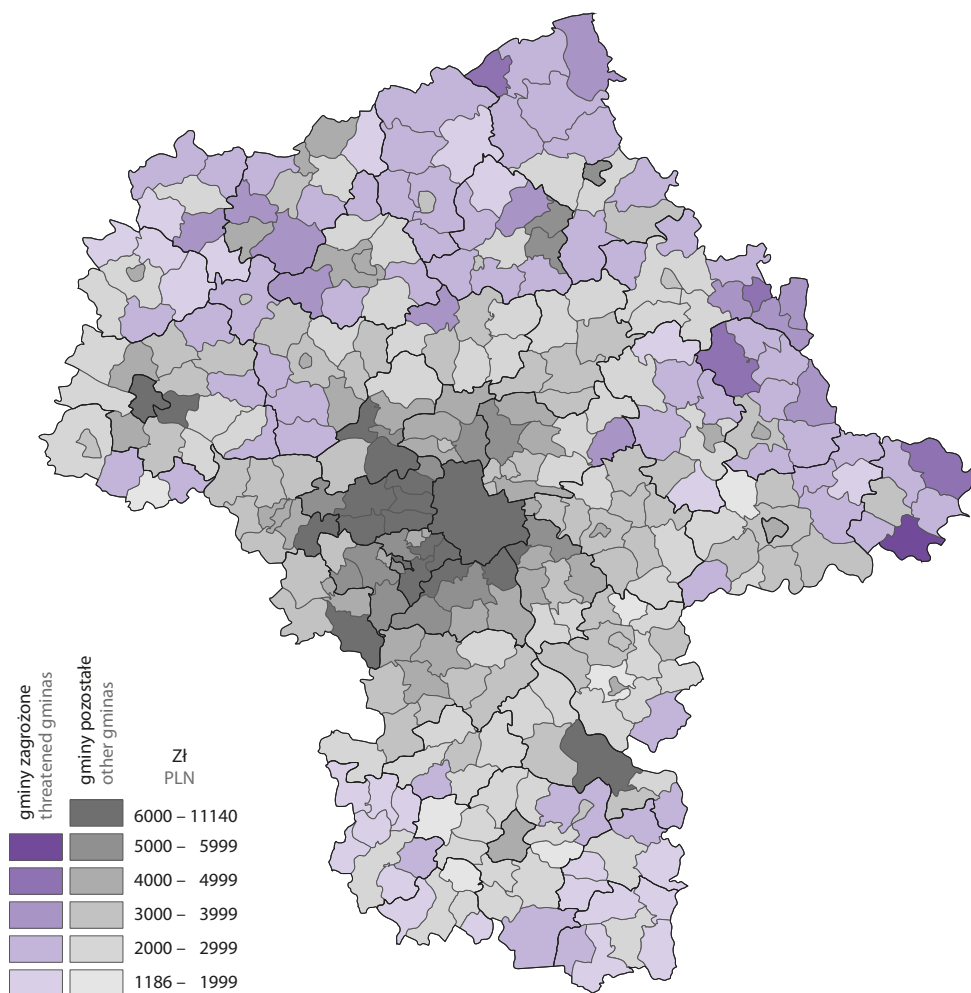 gminy zagrożone
threatened gminas
gminy pozostałe
other gminas
Zł
PLN
6000 – 11140
5000 – 5999
4000 – 4999
3000 – 3999
2000 – 2999
1186 – 1999